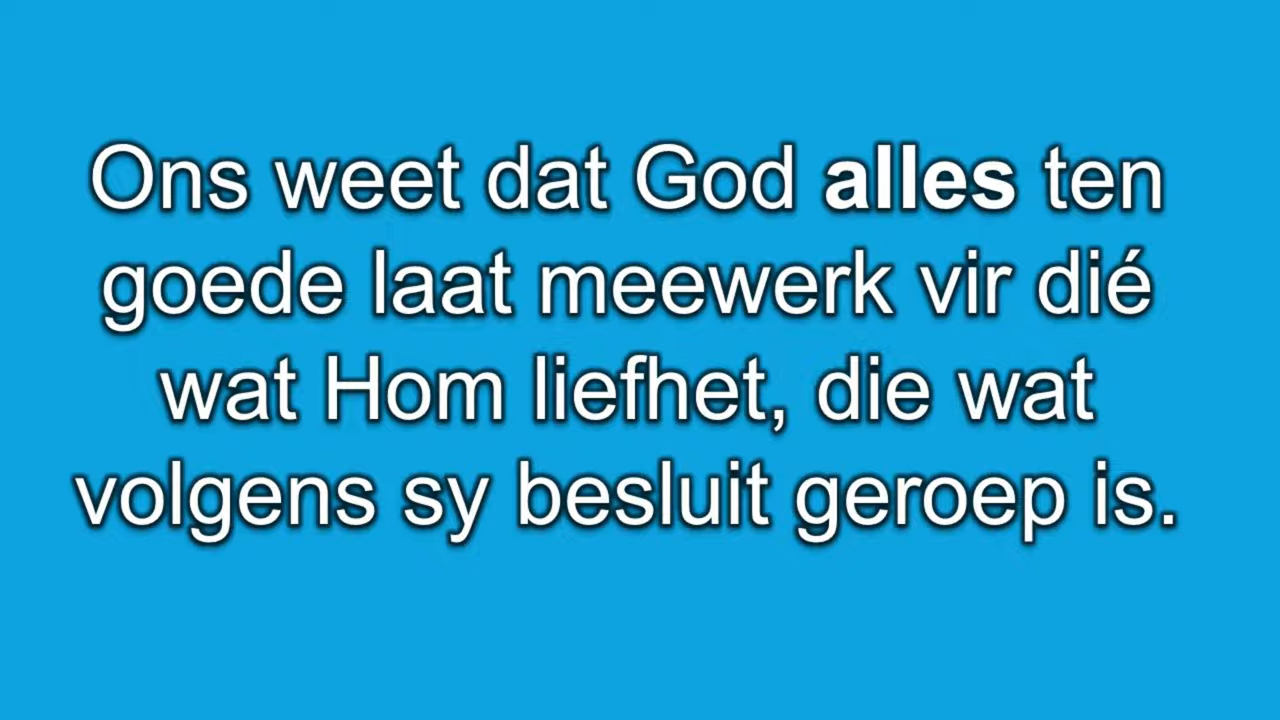 Ons weet dat God alles ten
goede laat meewerk vir dié
wat Hom liefhet, die wat
volgens sy besluit geroep is.